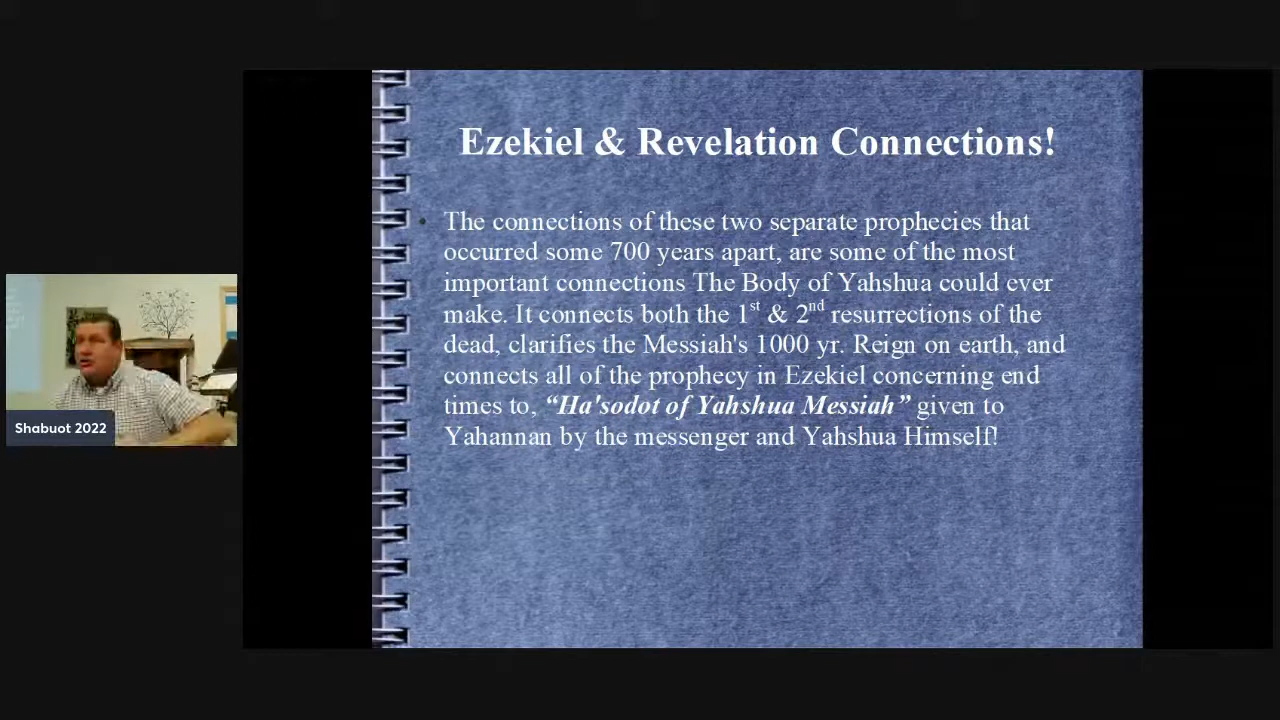 Ezekiel & Revelation Connections!
• The connections of these two separate prophecies that
occurred some 700 years apart, are some of the most
important connections The Body of Yahshua could ever
make. It connects both the 1st & 2nd resurrections of the
dead, clarifies the Messiah's 1000 yr. Reign on earth, and
connects all of the prophecy in Ezekiel concerning end
times to, “Ha'sodot of Yahshua Messiah” given to
Yahannan by the messenger and Yahshua Himself!
Shabuot 2022